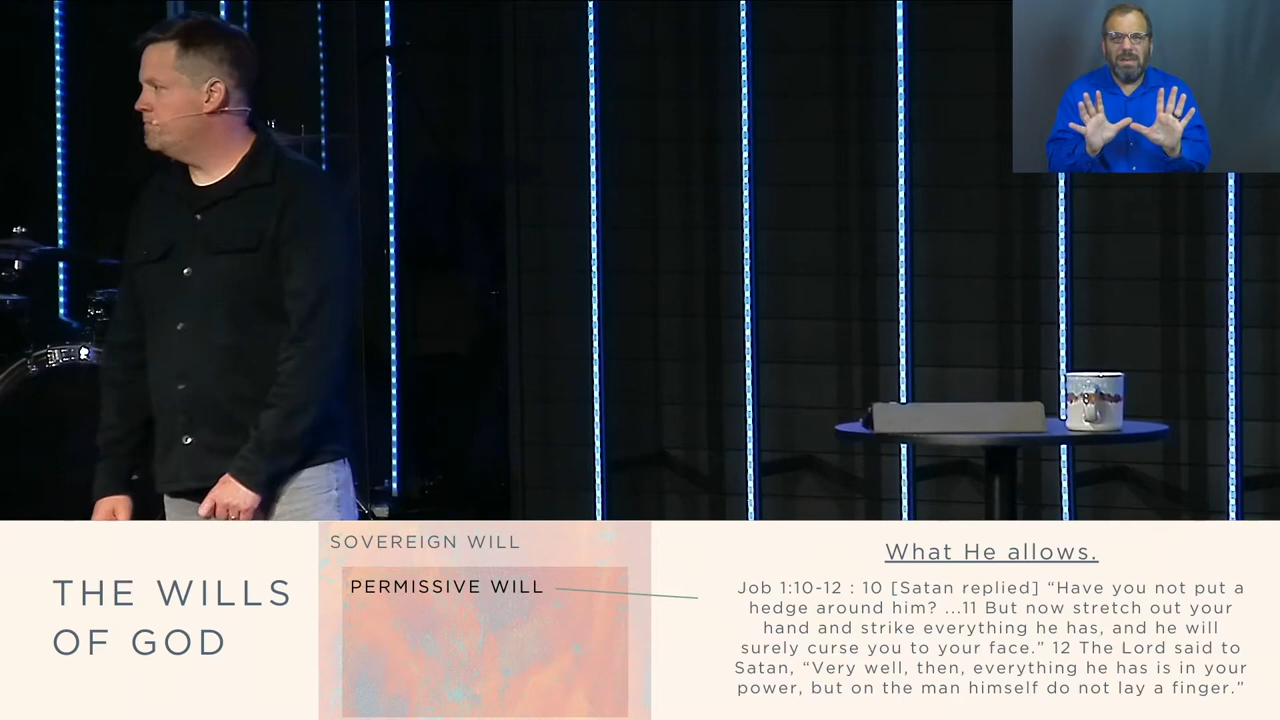 THE WILLS
OF GOD
SOVEREIGN WILL
PERMISSIVE WILL
What He allows.
Job 1:10-12 : 10 [Satan replied] “Have you not put a
hedge around him? ...11 But now stretch out your
hand and strike everything he has, and he will
surely curse you to your face.” 12 The Lord said to
Satan, “Very well, then, everything he has is in your
power, but on the man himself do not lay a finger.”